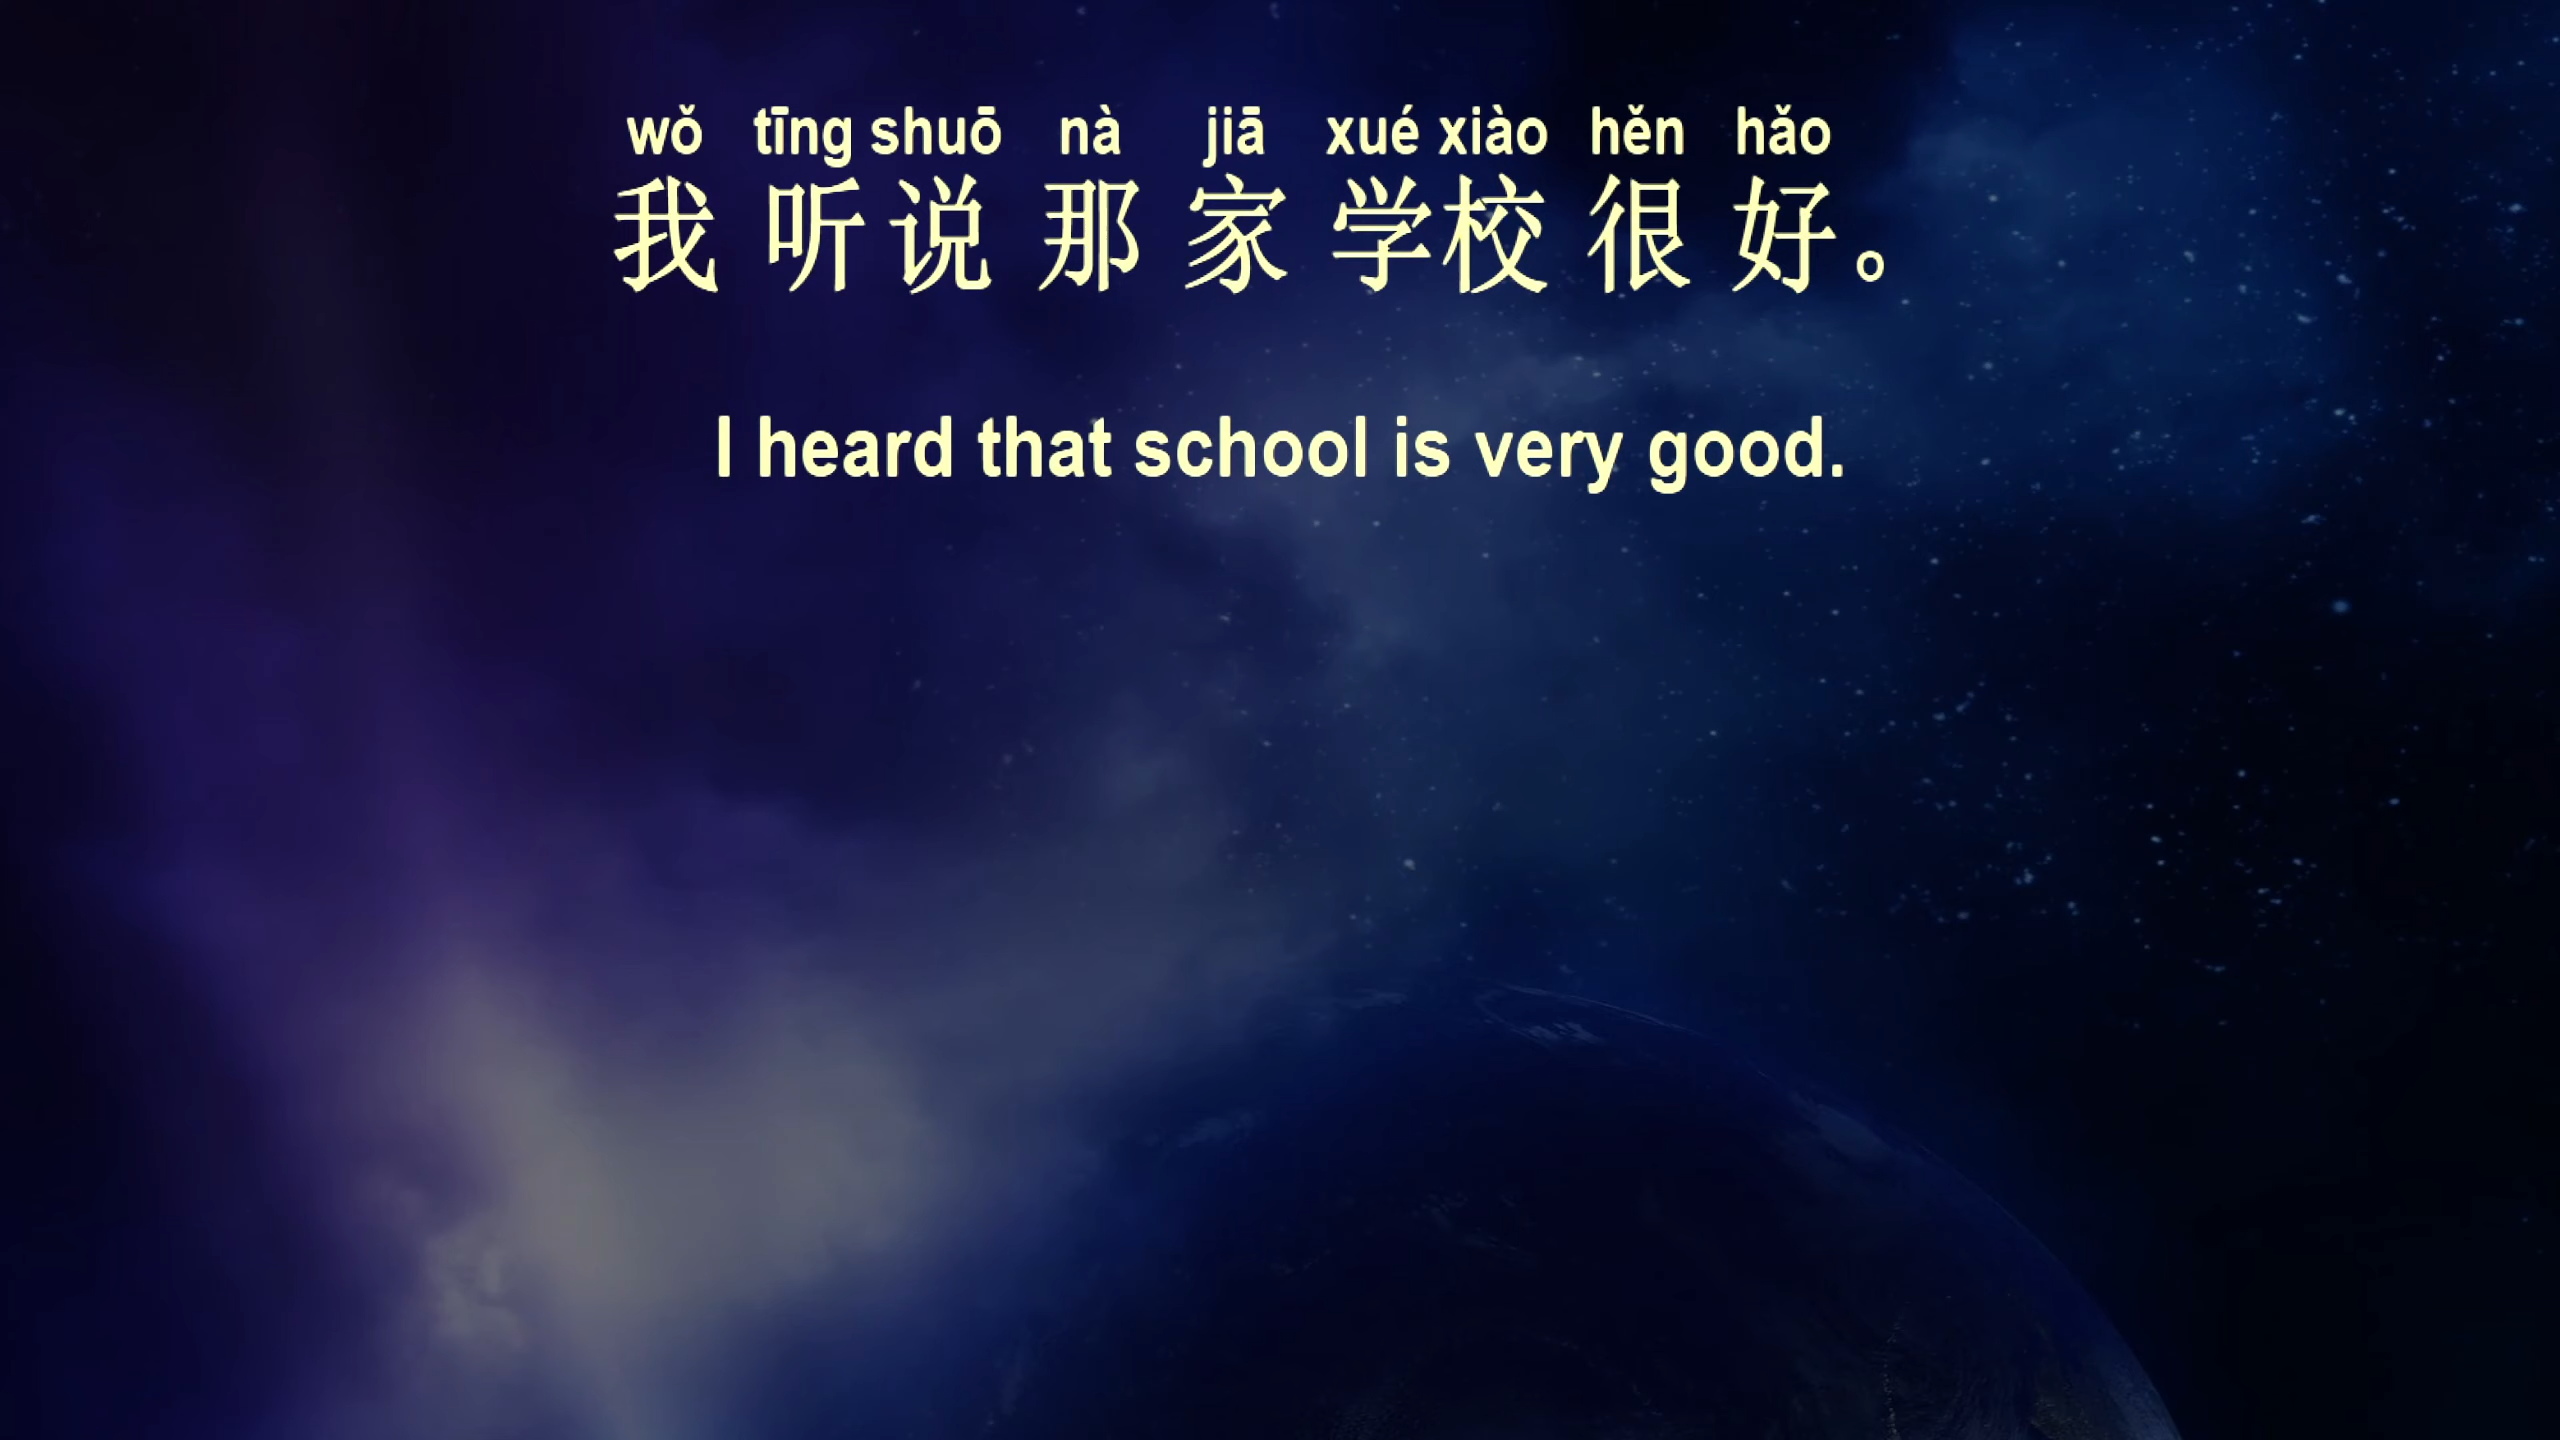 wǒ tīng shuō nà jiā xué xiào hěn hǎo
我 听说 那 家 学校 很 好。
I heard that school is very good.